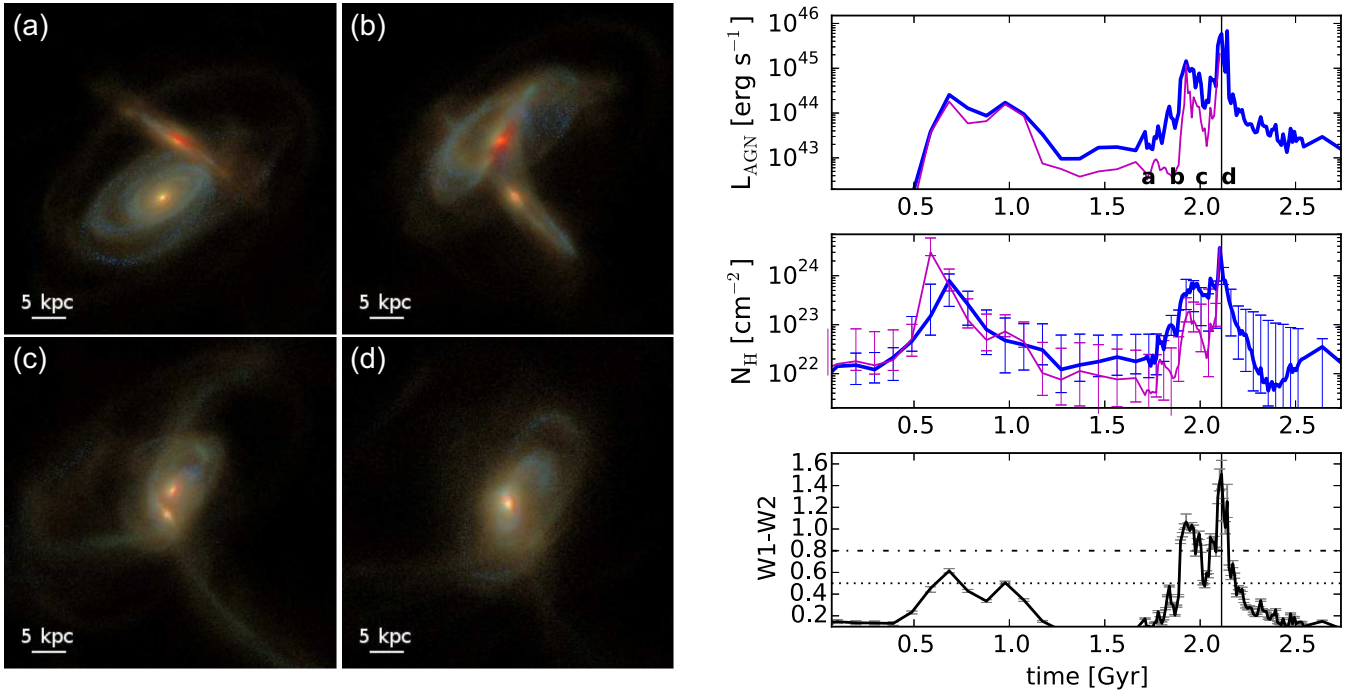 (a)
5 kpc
(b)
5 kpc
(c)
5 kpc
(d)
5 kpc
L_AGN [erg s^−1]
10^46
10^45
10^44
10^43
a b c d
0.5 1.0 1.5 2.0 2.5
N_H [cm^−2]
10^24
10^23
10^22
0.5 1.0 1.5 2.0 2.5
W1-W2
1.6
1.4
1.2
1.0
0.8
0.6
0.4
0.2
0.5 1.0 1.5 2.0 2.5
time [Gyr]